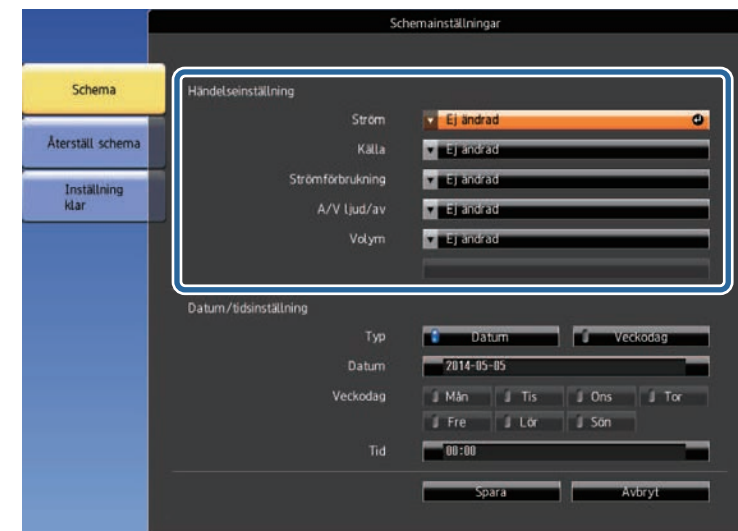 Schemainställningar
Schema
Återställ schema
Inställning
klar
Händelseinställning
Ström Ej ändrad
Källa Ej ändrad
Strömförbrukning Ej ändrad
A/V ljud/av Ej ändrad
Volym Ej ändrad
Datum/tidsinställning
Typ Datum Veckodag
Datum 2014-05-05
Veckodag Mån Tis Ons Tor
Fre Lör Sön
Tid 00:00
Spara Avbryt